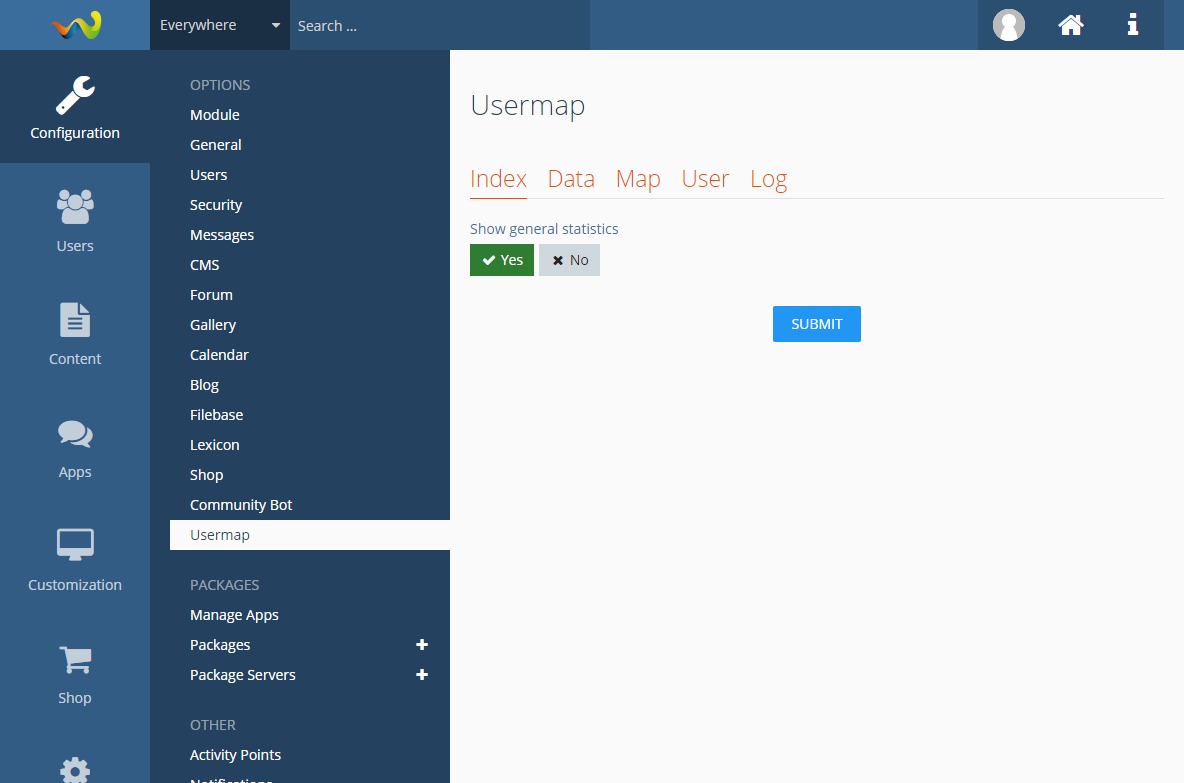 Everywhere Search ...
Configuration
Users
Content
Apps
Customization
Shop
OPTIONS
Module
General
Users
Security
Messages
CMS
Forum
Gallery
Calendar
Blog
Filebase
Lexicon
Shop
Community Bot
Usermap
PACKAGES
Manage Apps
Packages
Package Servers
OTHER
Activity Points
Notifications
Usermap
Index Data Map User Log
Show general statistics
Yes No
SUBMIT